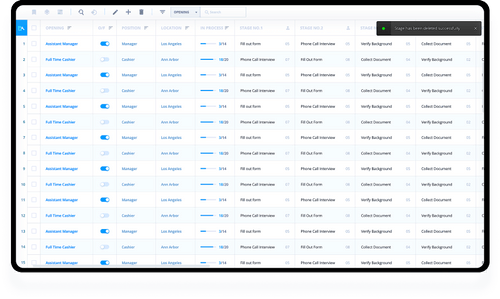 OPENINGS
Search
OPENING POSITION LOCATION IN PROCESS STAGE NO 1 STAGE NO 2
Stage has been deleted successfully
1 Assistant Manager Manager Los Angeles 3/14 Fill out form Phone Call Interview Verify Background Collect Document
2 Full Time Cashier Cashier Ann Arbor 18/20 Phone Call Interview Fill Out Form Collect Document Verify Background
3 Assistant Manager Manager Los Angeles 3/14 Fill out form Phone Call Interview Verify Background Collect Document
4 Full Time Cashier Cashier Ann Arbor 18/20 Phone Call Interview Fill Out Form Collect Document Verify Background
5 Assistant Manager Manager Los Angeles 3/14 Fill out form Phone Call Interview Verify Background Collect Document
6 Full Time Cashier Cashier Ann Arbor 18/20 Phone Call Interview Fill Out Form Collect Document Verify Background
7 Assistant Manager Manager Los Angeles 3/14 Fill out form Phone Call Interview Verify Background Collect Document
8 Full Time Cashier Cashier Ann Arbor 18/20 Phone Call Interview Fill Out Form Collect Document Verify Background
9 Assistant Manager Manager Los Angeles 3/14 Fill out form Phone Call Interview Verify Background Collect Document
10 Full Time Cashier Cashier Ann Arbor 18/20 Phone Call Interview Fill Out Form Collect Document Verify Background
11 Assistant Manager Manager Los Angeles 3/14 Fill out form Phone Call Interview Verify Background Collect Document
12 Full Time Cashier Cashier Ann Arbor 18/20 Phone Call Interview Fill Out Form Collect Document Verify Background
13 Assistant Manager Manager Los Angeles 3/14 Fill out form Phone Call Interview Verify Background Collect Document
14 Full Time Cashier Cashier Ann Arbor 18/20 Phone Call Interview Fill Out Form Collect Document Verify Background
15 Assistant Manager Manager Los Angeles 3/14 Fill out form Phone Call Interview Verify Background Collect Document